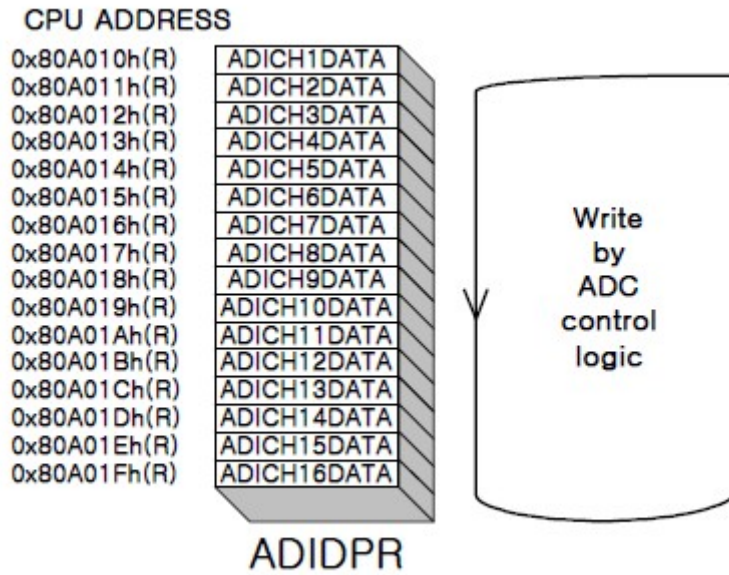 CPU ADDRESS
0x80A010h(R) ADICH1DATA
0x80A011h(R) ADICH2DATA
0x80A012h(R) ADICH3DATA
0x80A013h(R) ADICH4DATA
0x80A014h(R) ADICH5DATA
0x80A015h(R) ADICH6DATA
0x80A016h(R) ADICH7DATA
0x80A017h(R) ADICH8DATA
0x80A018h(R) ADICH9DATA
0x80A019h(R) ADICH10DATA
0x80A01Ah(R) ADICH11DATA
0x80A01Bh(R) ADICH12DATA
0x80A01Ch(R) ADICH13DATA
0x80A01Dh(R) ADICH14DATA
0x80A01Eh(R) ADICH15DATA
0x80A01Fh(R) ADICH16DATA
ADIDPR
Write
by
ADC
control
logic